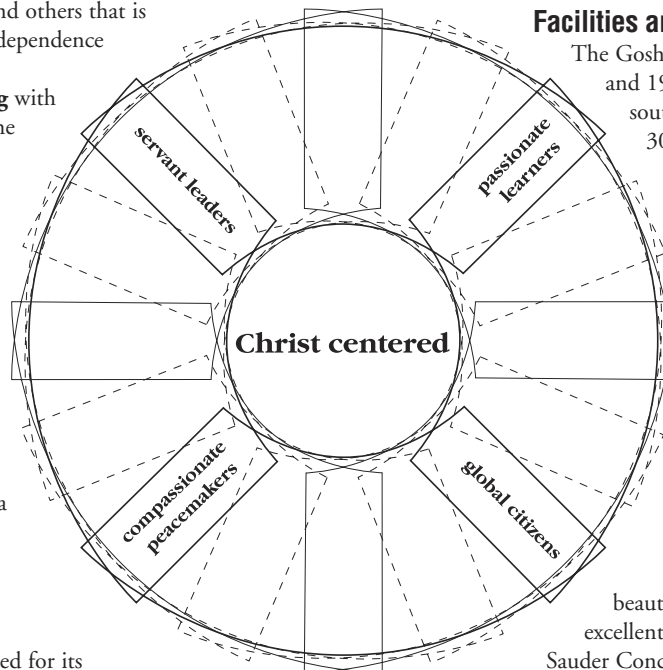 nd others that is
dependence
g with
ne
a
ed for its
servant leaders
passionate
learners
Christ centered
compassionate
peacemakers
global citizens
Facilities a
The Gosh
and 19
sout
30
beaut
excellent
Sauder Conc